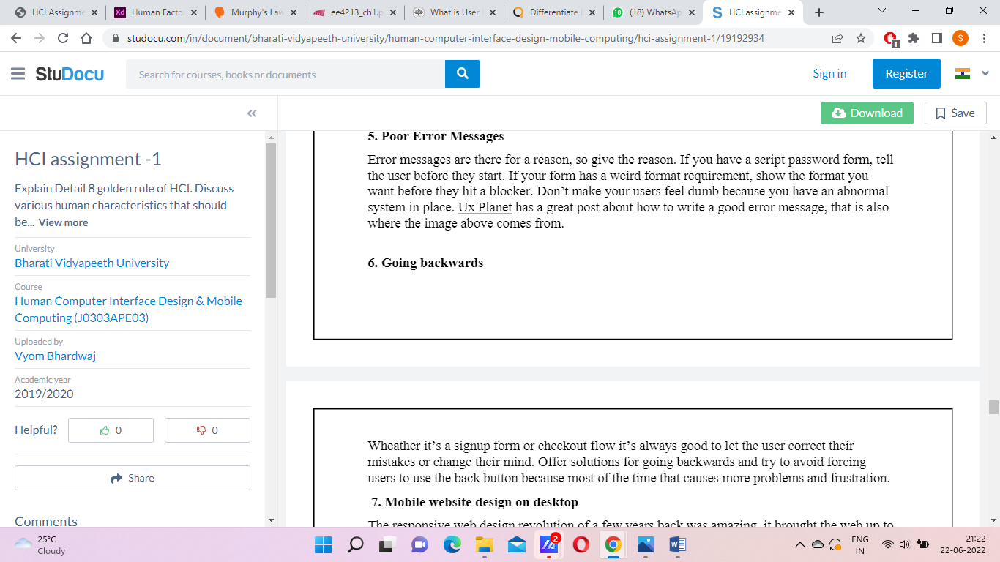 HCI Assignme
Human Facto
Murphy's Law
ee4213_ch1.p
What is User
Differentiate
(18) WhatsAp
HCI assignme
studocu.com/in/document/bharati-vidyapeeth-university/human-computer-interface-design-mobile-computing/hci-assignment-1/19192934
StuDocu
Search for courses, books or documents
Sign in
Register
Download
Save
HCI assignment -1
Explain Detail 8 golden rule of HCI. Discuss
various human characteristics that should
be... View more
University
Bharati Vidyapeeth University
Course
Human Computer Interface Design & Mobile
Computing (J0303APE03)
Uploaded by
Vyom Bhardwaj
Academic year
2019/2020
Helpful?
0
0
Share
Comments
5. Poor Error Messages
Error messages are there for a reason, so give the reason. If you have a script password form, tell
the user before they start. If your form has a weird format requirement, show the format you
want before they hit a blocker. Don’t make your users feel dumb because you have an abnormal
system in place. Ux Planet has a great post about how to write a good error message, that is also
where the image above comes from.
6. Going backwards
Wheather it’s a signup form or checkout flow it’s always good to let the user correct their
mistakes or change their mind. Offer solutions for going backwards and try to avoid forcing
users to use the back button because most of the time that causes more problems and frustration.
7. Mobile website design on desktop
The responsive web design revolution of a few years back was amazing, it brought the web up to
25°C
Cloudy
2
ENG
IN
21:22
22-06-2022